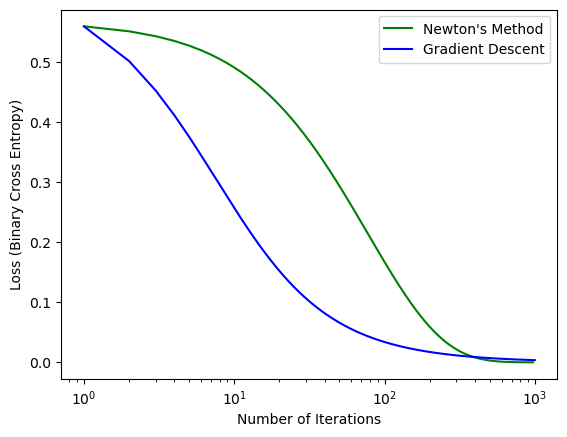 Newton's Method
Gradient Descent
Loss (Binary Cross Entropy)
0.5
0.4
0.3
0.2
0.1
0.0
10⁰ 10¹ 10² 10³
Number of Iterations